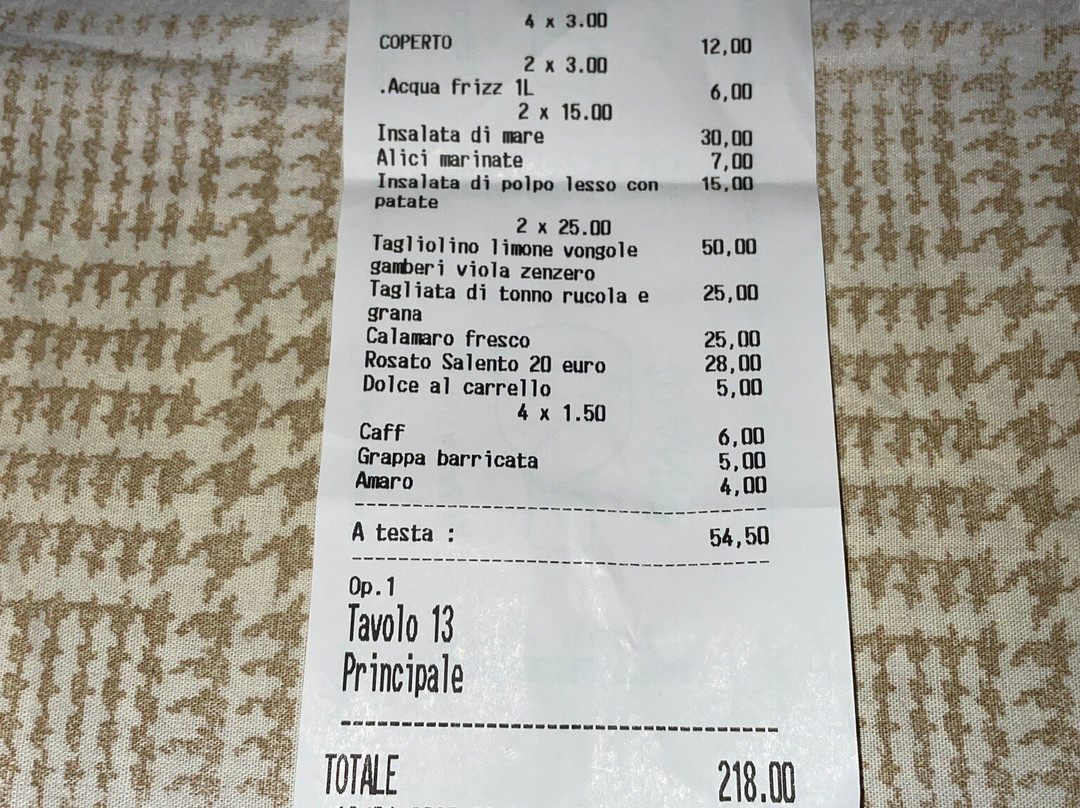 4 x 3.00
COPERTO 12,00
2 x 3.00
.Acqua frizz 1L 6,00
2 x 15.00
Insalata di mare 30,00
Alici marinate 7,00
Insalata di polpo lesso con 15,00
patate
2 x 25.00
Tagliolino limone vongole 50,00
gamberi viola zenzero
Tagliata di tonno rucola e 25,00
grana
Calamaro fresco 25,00
Rosato Salento 20 euro 28,00
Dolce al carrello 5,00
4 x 1.50
Caff 6,00
Grappa barricata 5,00
Amaro 4,00
A testa : 54,50
Op.1
Tavolo 13
Principale
TOTALE 218.00